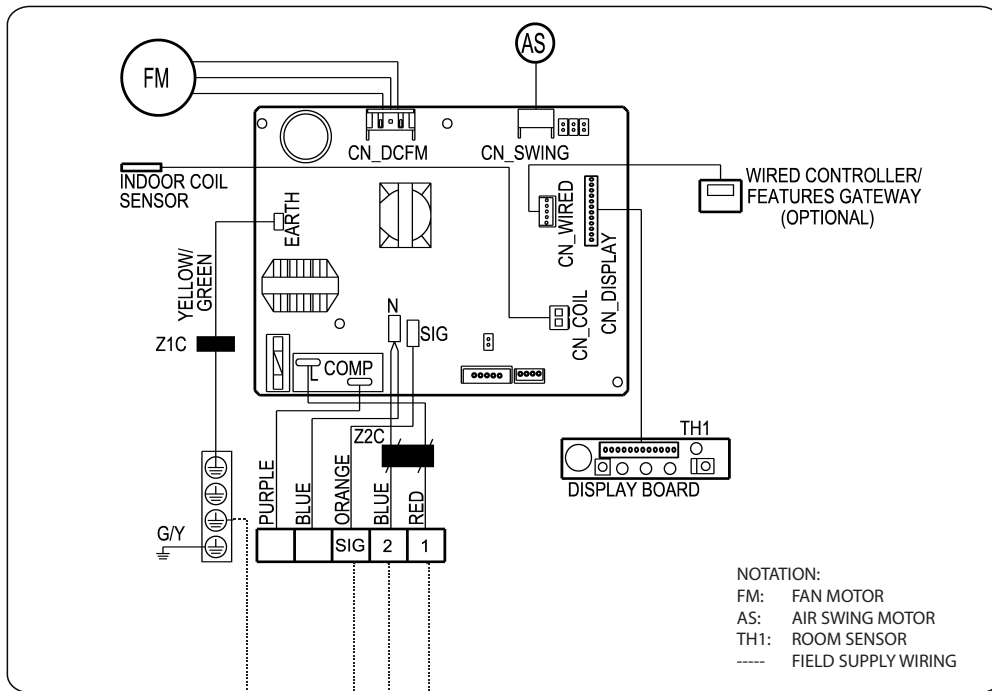 AS
FM
CN_DCFM
CN_SWING
INDOOR COIL
SENSOR
WIRED CONTROLLER/
FEATURES GATEWAY
(OPTIONAL)
EARTH
CN_WIRED
CN_DISPLAY
YELLOW/
GREEN
N
SIG
CN_COIL
Z1C
L
COMP
TH1
Z2C
DISPLAY BOARD
PURPLE
BLUE
ORANGE
BLUE
RED
G/Y
SIG
2
1
NOTATION:
FM: FAN MOTOR
AS: AIR SWING MOTOR
TH1: ROOM SENSOR
----- FIELD SUPPLY WIRING